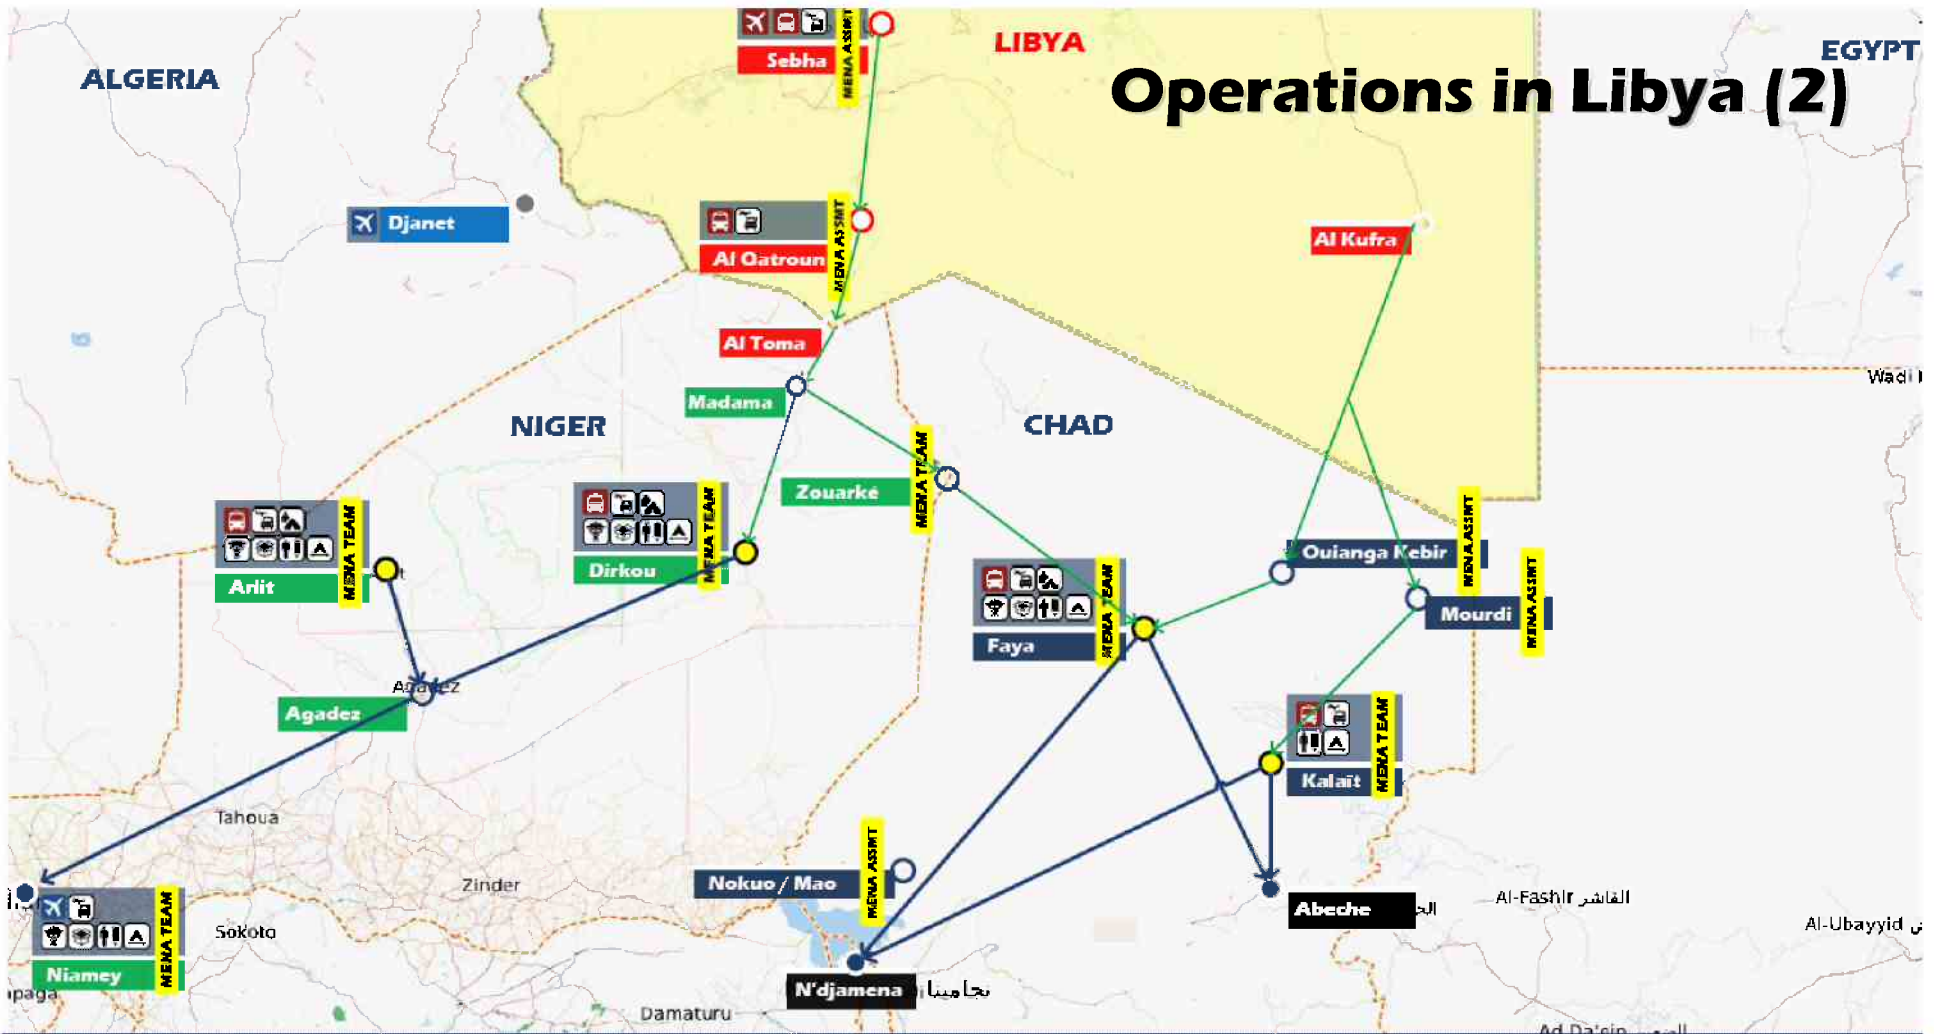 LIBYA
EGYPT
ALGERIA
Operations in Libya (2)
MENA ASSMT
Sebha
Djanet
MENA ASSMT
Al Qatroun
Al Kufra
Al Toma
Madama
NIGER
CHAD
Wadi
MENA TEAM
Zouarké
MENA TEAM
Arlit
MENA TEAM
Dirkou
MENA ASSMT
Ouianga Kebir
MENA ASSMT
Mourdi
MENA TEAM
Faya
Agadez
Agadez
MENA TEAM
Kalaït
Tahoua
Zinder
MENA ASSMT
Nokuo / Mao
Abeche
Al-Fashir الفاشر
Al-Ubayyid
Sokoto
MENA TEAM
Niamey
N'djamena
نجامينا
Damaturu